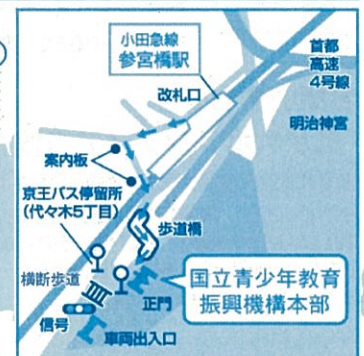 小田急線
参宮橋駅
首都
高速
4号線
改札口
明治神宮
案内板
京王バス停留所
(代々木5丁目)
歩道橋
横断歩道
国立青少年教育
振興機構本部
正門
信号
車両出入口